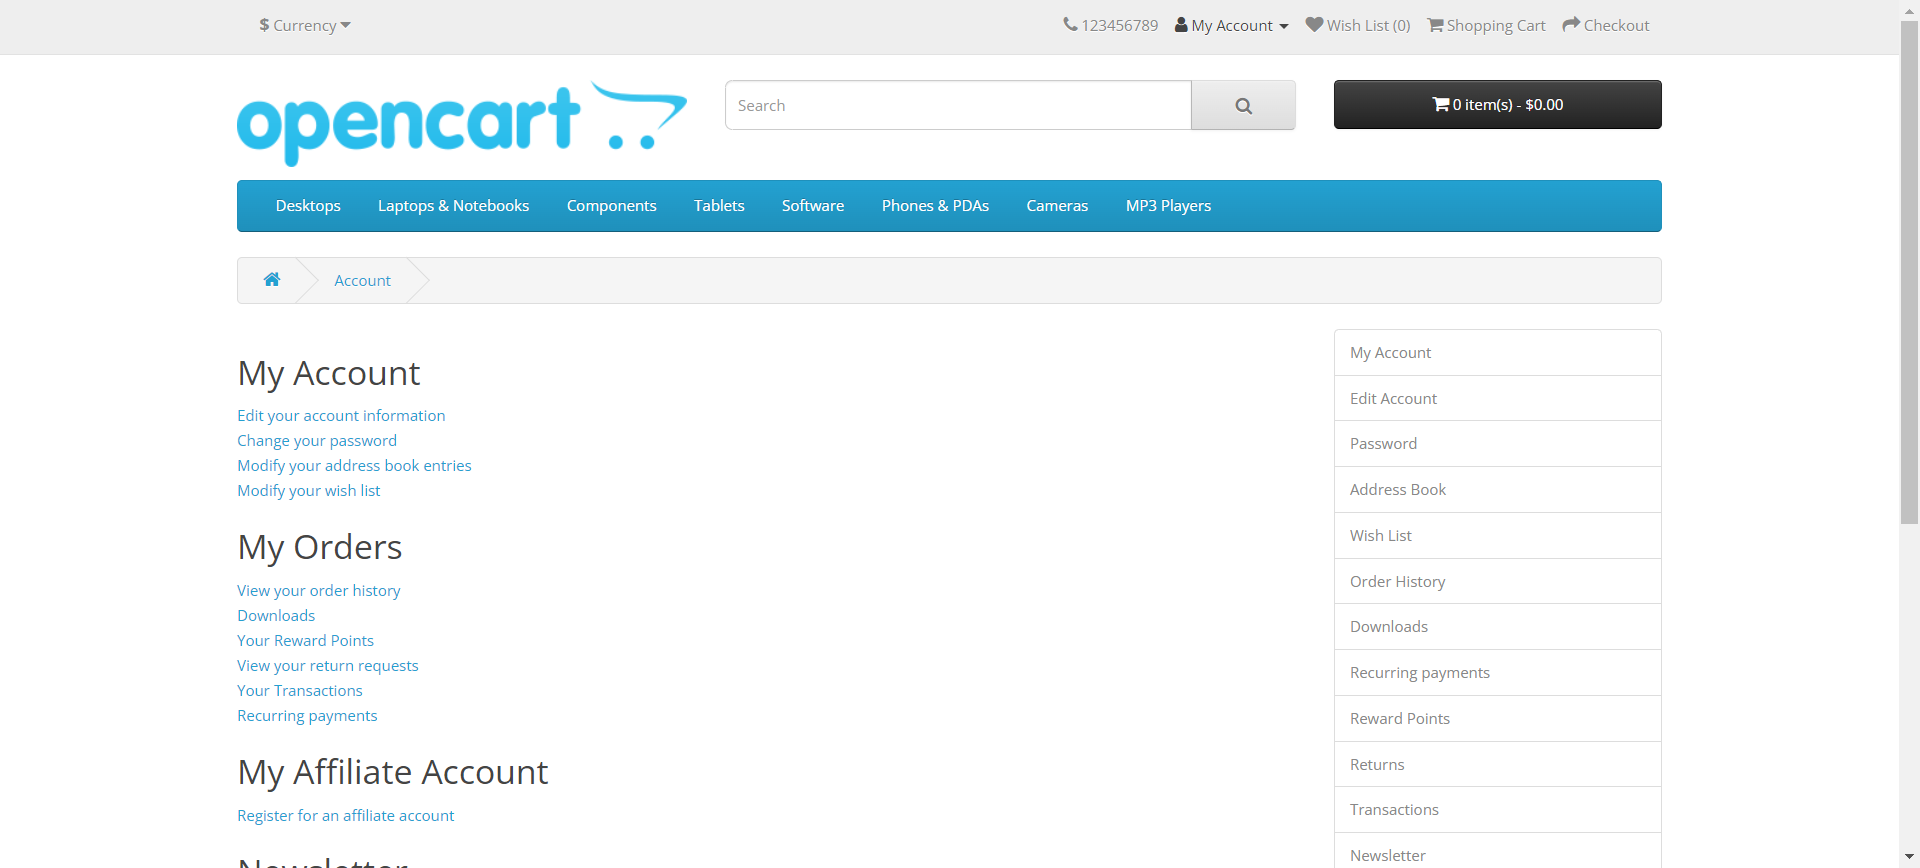 $ Currency
123456789 My Account Wish List (0) Shopping Cart Checkout
opencart
Search
0 item(s) - $0.00
Desktops Laptops & Notebooks Components Tablets Software Phones & PDAs Cameras MP3 Players
Account
My Account
Edit your account information
Change your password
Modify your address book entries
Modify your wish list
My Orders
View your order history
Downloads
Your Reward Points
View your return requests
Your Transactions
Recurring payments
My Affiliate Account
Register for an affiliate account
Newsletter
My Account
Edit Account
Password
Address Book
Wish List
Order History
Downloads
Recurring payments
Reward Points
Returns
Transactions
Newsletter